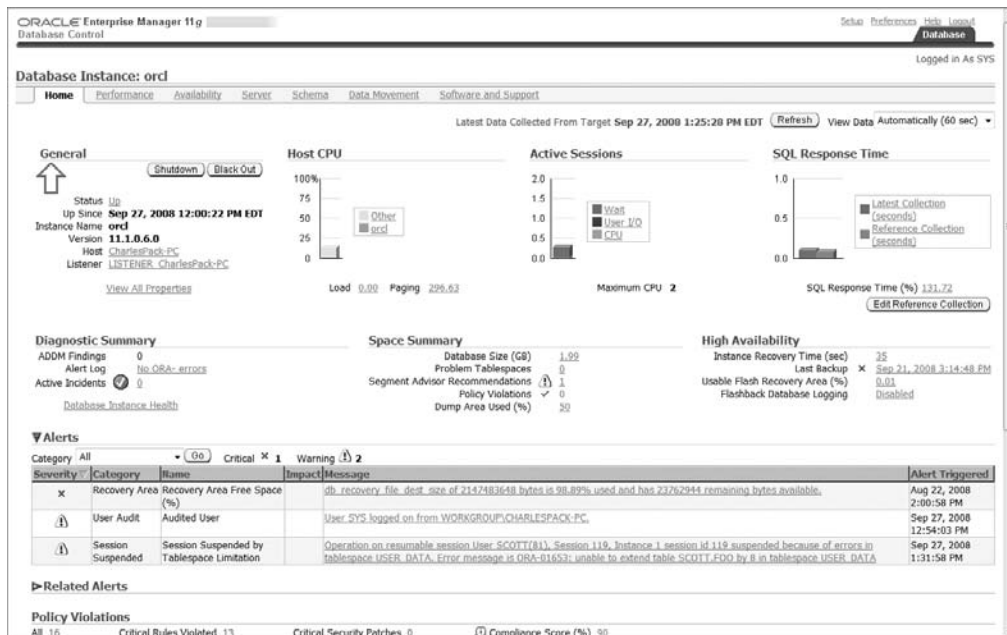 ORACLE Enterprise Manager 11g
Database Control
Setup Preferences Help Logout
Database
Logged in As SYS
Database Instance: orcl
Home Performance Availability Server Schema Data Movement Software and Support
Latest Data Collected From Target Sep 27, 2008 1:25:28 PM EDT Refresh View Data Automatically (60 sec)
General
Shutdown Black Out
Status Up
Up Since Sep 27, 2008 12:00:22 PM EDT
Instance Name orcl
Version 11.1.0.6.0
Host CharlesPack-PC
Listener LISTENER_CharlesPack-PC
View All Properties
Host CPU
100%
75
50
25
0
Other
orcl
Load 0.00 Paging 296.63
Active Sessions
2.0
1.5
1.0
0.5
0.0
Wait
User I/O
CPU
Maximum CPU 2
SQL Response Time
1.0
0.5
0.0
Latest Collection (seconds)
Reference Collection (seconds)
SQL Response Time (%) 131.72
Edit Reference Collection
Diagnostic Summary
ADDM Findings 0
Alert Log No ORA- errors
Active Incidents 0
Database Instance Health
Space Summary
Database Size (GB) 1.99
Problem Tablespaces 0
Segment Advisor Recommendations 1
Policy Violations 0
Dump Area Used (%) 50
High Availability
Instance Recovery Time (sec) 35
Last Backup Sep 21, 2008 3:14:48 PM
Usable Flash Recovery Area (%) 0.01
Flashback Database Logging Disabled
Alerts
Category All Go Critical 1 Warning 2
Severity Category Name Impact Message Alert Triggered
Recovery Area Recovery Area Free Space (%) db_recovery_file_dest_size of 2147483648 bytes is 98.89% used and has 23762944 remaining bytes available. Aug 22, 2008 2:00:58 PM
User Audit Audited User User SYS logged on from WORKGROUP\CHARLESPACK-PC. Sep 27, 2008 12:54:03 PM
Session Suspended Session Suspended by Tablespace Limitation Operation on resumable session User SCOTT(81), Session 119, Instance 1 session id 119 suspended because of errors in tablespace USER_DATA. Error message is ORA-01653: unable to extend table SCOTT.FOO by 8 in tablespace USER_DATA Sep 27, 2008 1:31:58 PM
Related Alerts
Policy Violations
All 16 Critical Rules Violated 13 Critical Security Patches 0 Compliance Score (%) 90